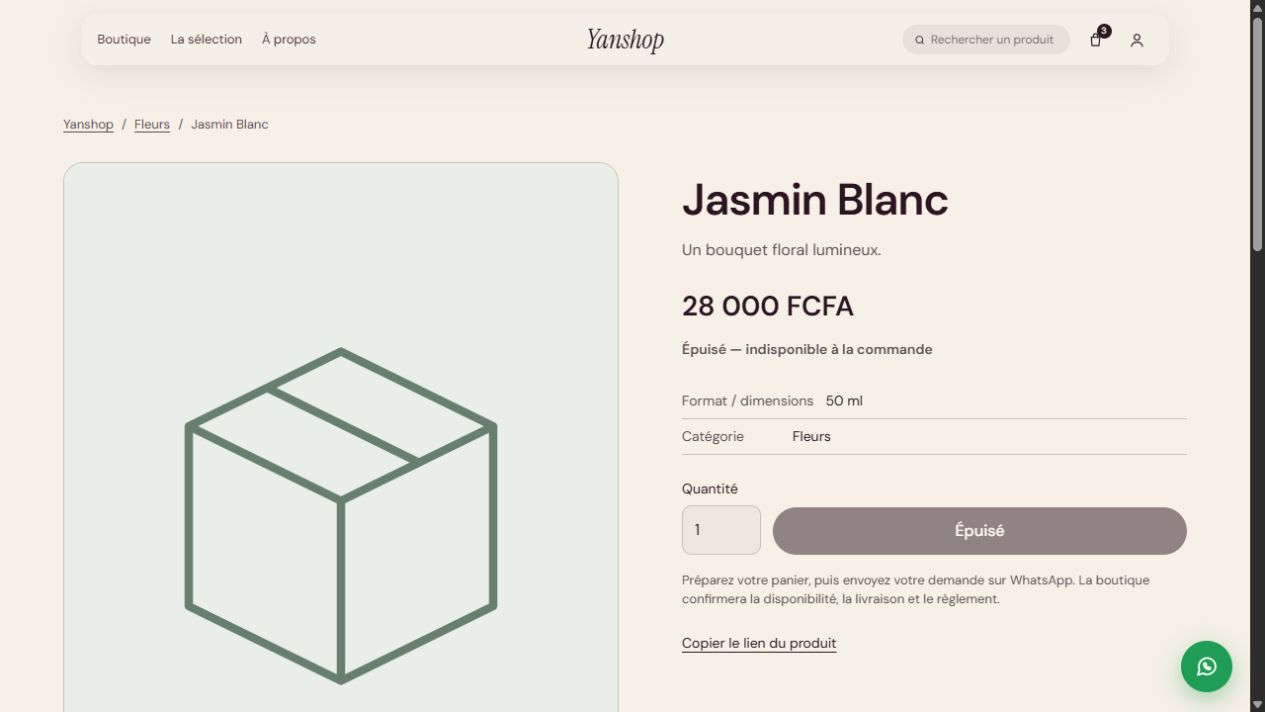 Boutique
La sélection
À propos
Yanshop
Rechercher un produit
3
Yanshop / Fleurs / Jasmin Blanc
Jasmin Blanc
Un bouquet floral lumineux.
28 000 FCFA
Épuisé — indisponible à la commande
Format / dimensions 50 ml
Catégorie Fleurs
Quantité
1
Épuisé
Préparez votre panier, puis envoyez votre demande sur WhatsApp. La boutique
confirmera la disponibilité, la livraison et le règlement.
Copier le lien du produit